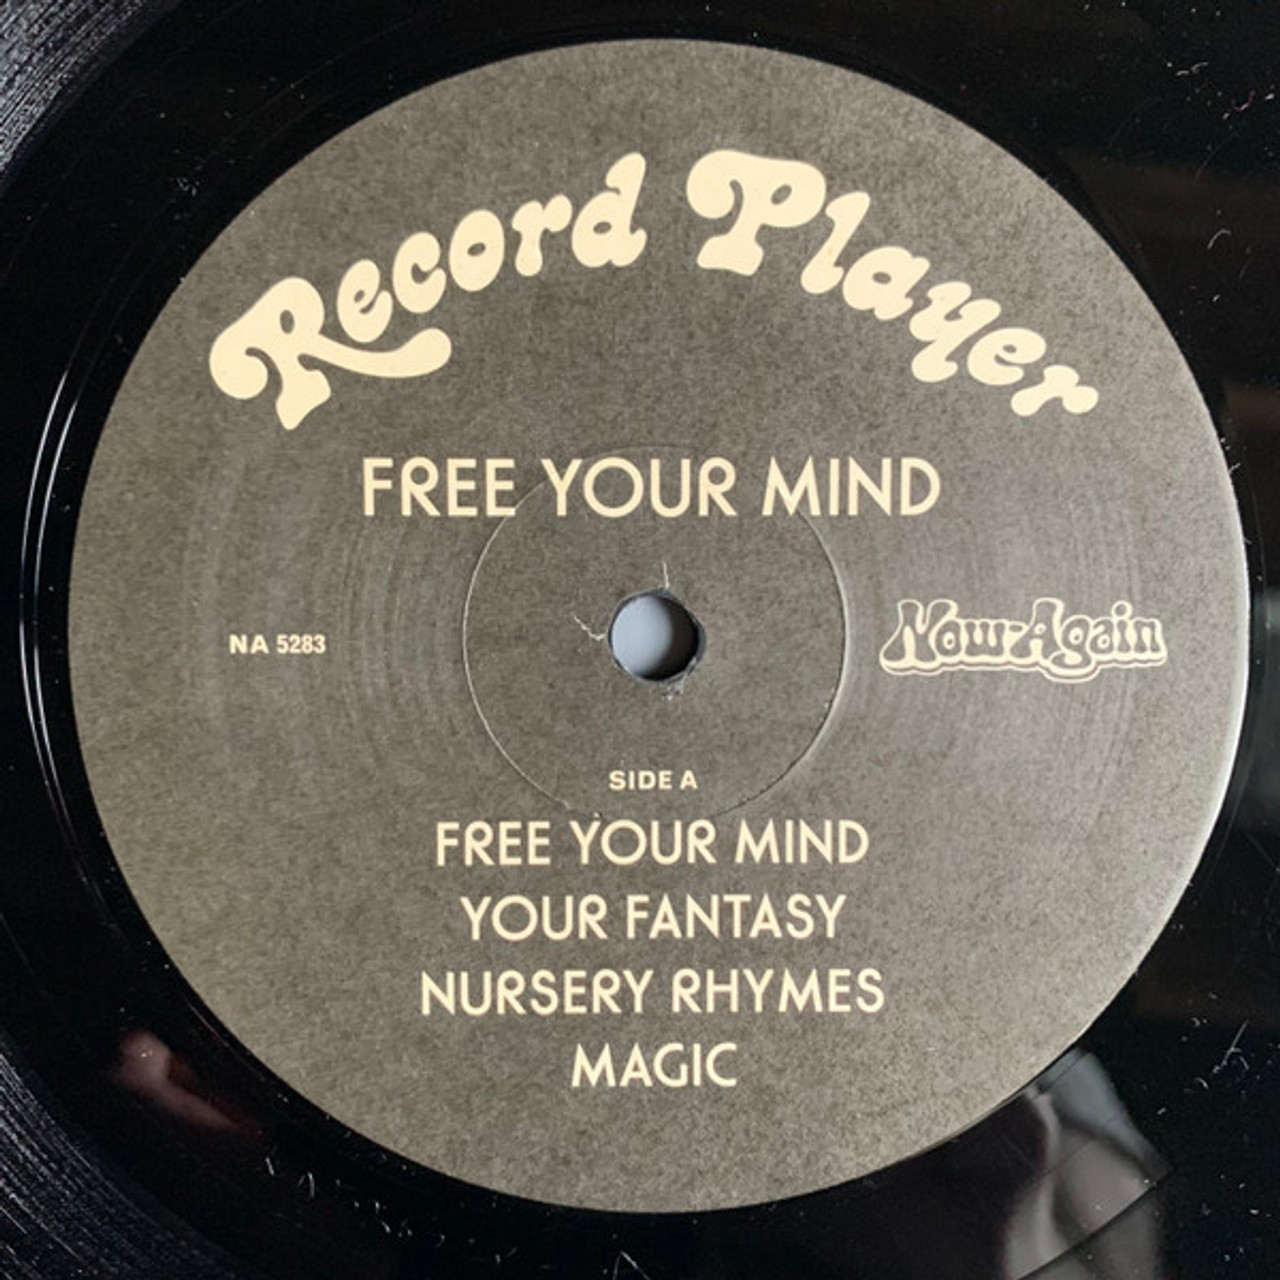 Record Player
FREE YOUR MIND
NA 5283
Now-Again
SIDE A
FREE YOUR MIND
YOUR FANTASY
NURSERY RHYMES
MAGIC